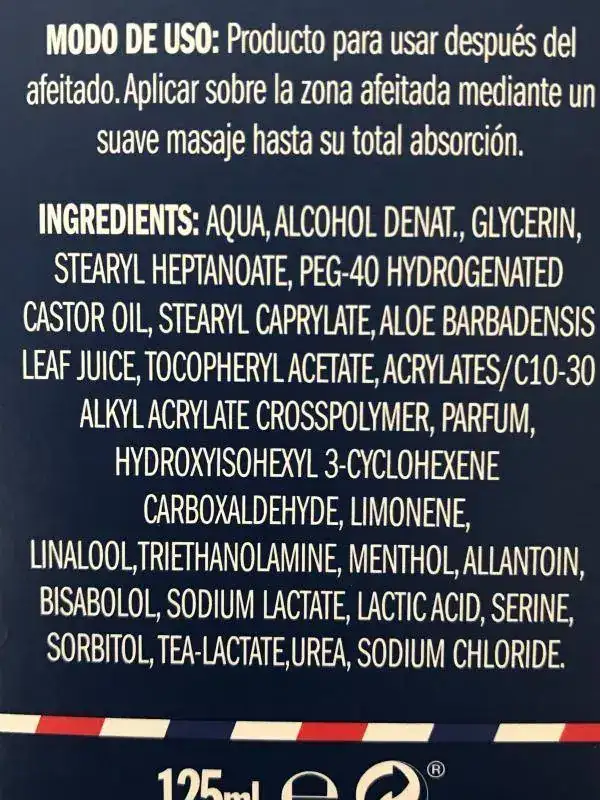 MODO DE USO: Producto para usar después del
afeitado. Aplicar sobre la zona afeitada mediante un
suave masaje hasta su total absorción.
INGREDIENTS: AQUA, ALCOHOL DENAT., GLYCERIN,
STEARYL HEPTANOATE, PEG-40 HYDROGENATED
CASTOR OIL, STEARYL CAPRYLATE, ALOE BARBADENSIS
LEAF JUICE, TOCOPHERYL ACETATE, ACRYLATES/C10-30
ALKYL ACRYLATE CROSSPOLYMER, PARFUM,
HYDROXYISOHEXYL 3-CYCLOHEXENE
CARBOXALDEHYDE, LIMONENE,
LINALOOL,TRIETHANOLAMINE, MENTHOL, ALLANTOIN,
BISABOLOL, SODIUM LACTATE, LACTIC ACID, SERINE,
SORBITOL, TEA-LACTATE,UREA, SODIUM CHLORIDE.
125ml ℮ ®